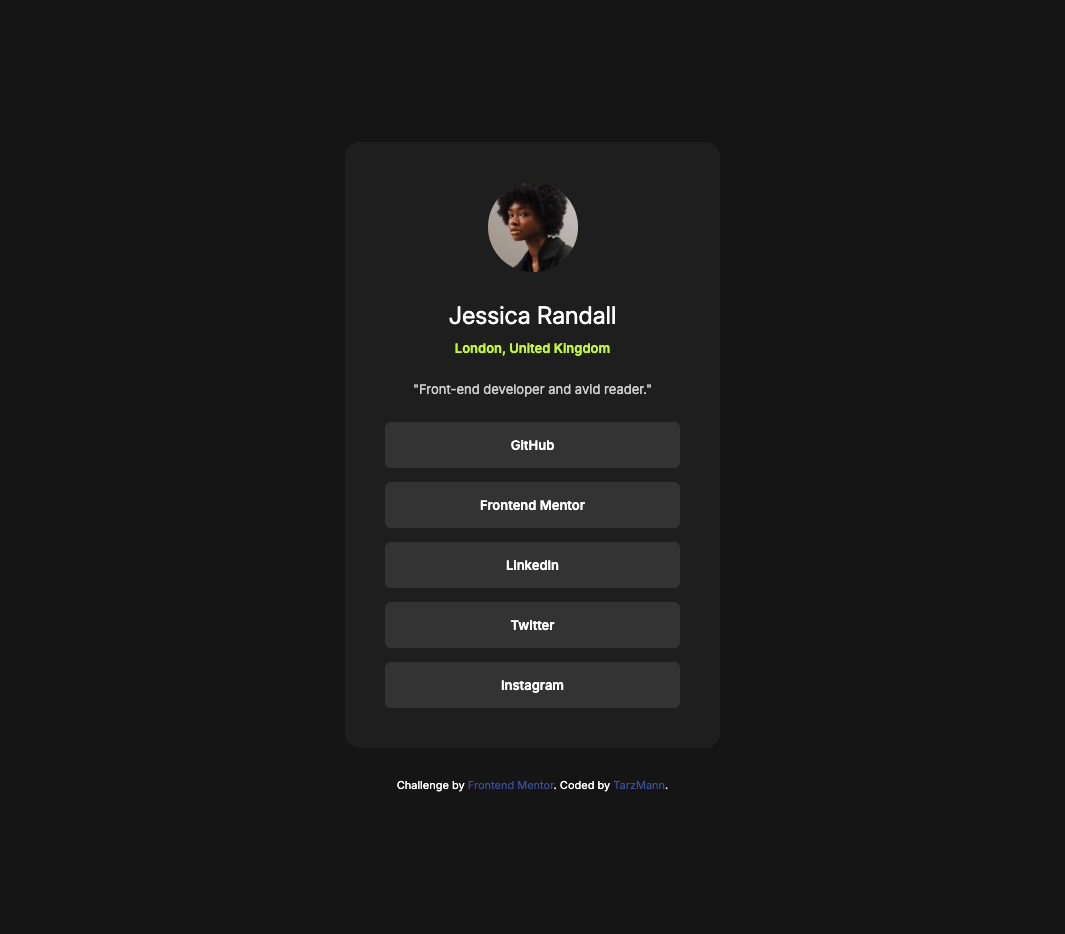 Jessica Randall
London, United Kingdom
"Front-end developer and avid reader."
GitHub
Frontend Mentor
LinkedIn
Twitter
Instagram
Challenge by Frontend Mentor. Coded by TarzMann.